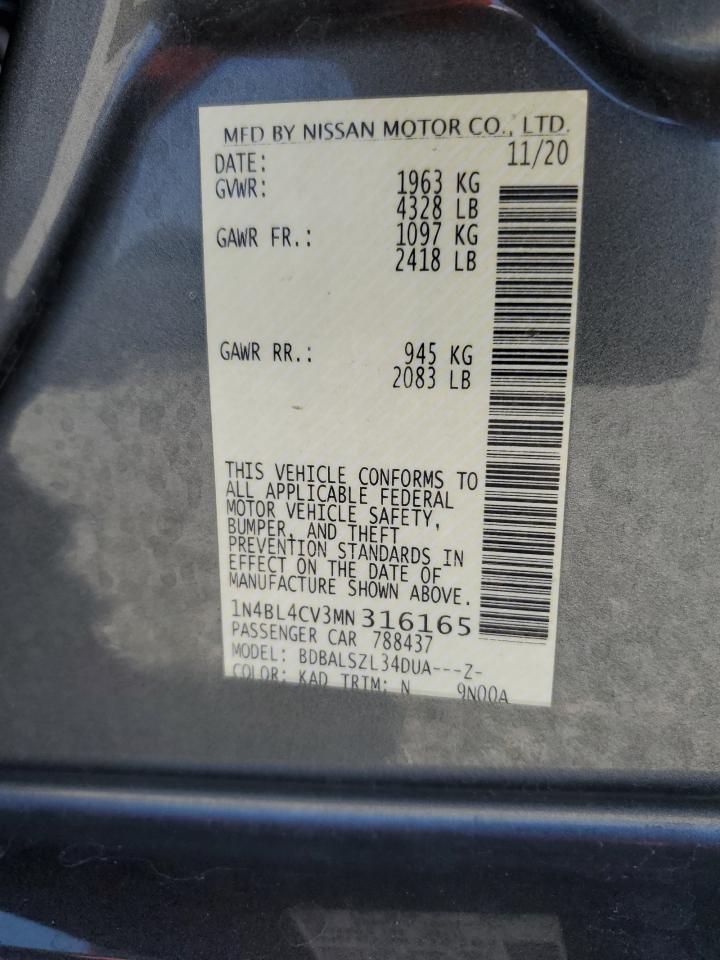 MFD BY NISSAN MOTOR CO., LTD.
DATE: 11/20
GVWR: 1963 KG
4328 LB
GAWR FR.: 1097 KG
2418 LB
GAWR RR.: 945 KG
2083 LB
THIS VEHICLE CONFORMS TO
ALL APPLICABLE FEDERAL
MOTOR VEHICLE SAFETY,
BUMPER, AND THEFT
PREVENTION STANDARDS IN
EFFECT ON THE DATE OF
MANUFACTURE SHOWN ABOVE.
1N4BL4CV3MN316165
PASSENGER CAR 788437
MODEL: BDBALSZL34DUA---Z-
COLOR: KAD TRIM: N 9N00A